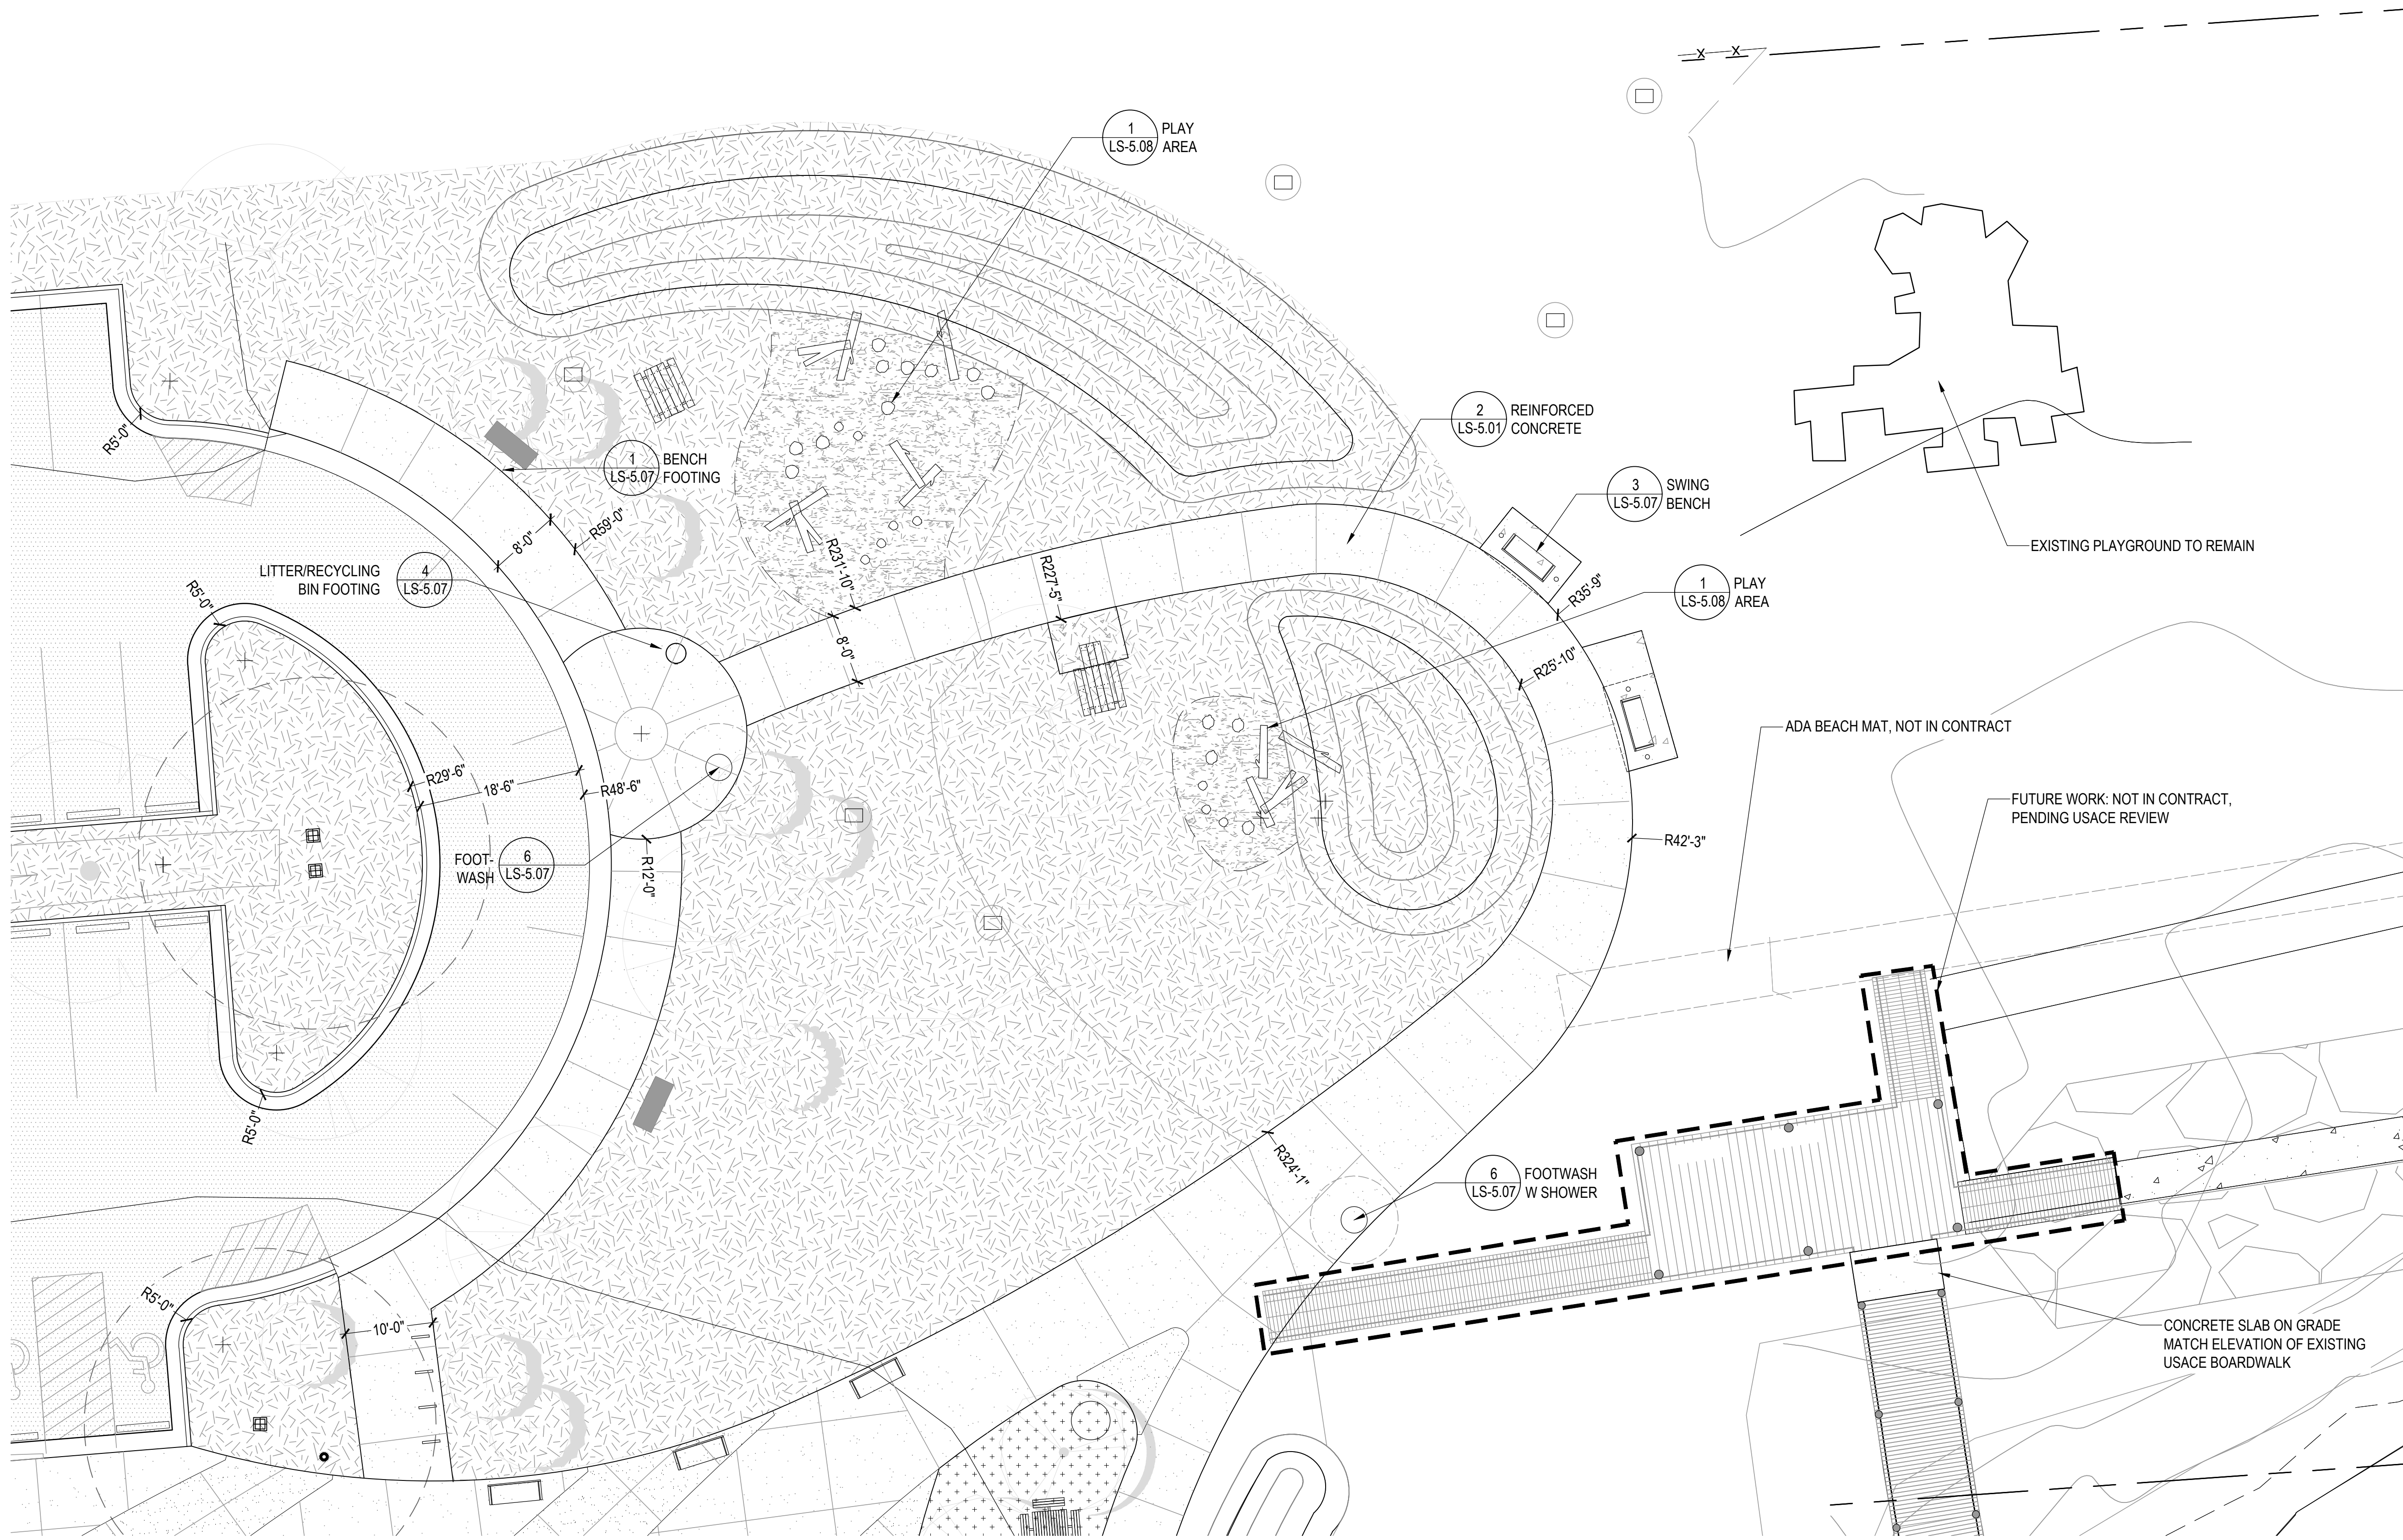 X X
1 PLAY
LS-5.08 AREA
2 REINFORCED
LS-5.01 CONCRETE
R5'-0"
1 BENCH
LS-5.07 FOOTING
3 SWING
LS-5.07 BENCH
8'-0"
R59'-0"
R231'-10"
R227'-5"
EXISTING PLAYGROUND TO REMAIN
LITTER/RECYCLING 4
BIN FOOTING LS-5.07
R5'-0"
8'-0"
R35'-9"
1 PLAY
LS-5.08 AREA
R25'-10"
ADA BEACH MAT, NOT IN CONTRACT
R29'-6"
18'-6"
R48'-6"
FUTURE WORK: NOT IN CONTRACT,
PENDING USACE REVIEW
R42'-3"
FOOT- 6
WASH LS-5.07
R12'-0"
R5'-0"
R324'-1"
6 FOOTWASH
LS-5.07 W SHOWER
R5'-0"
10'-0"
CONCRETE SLAB ON GRADE
MATCH ELEVATION OF EXISTING
USACE BOARDWALK